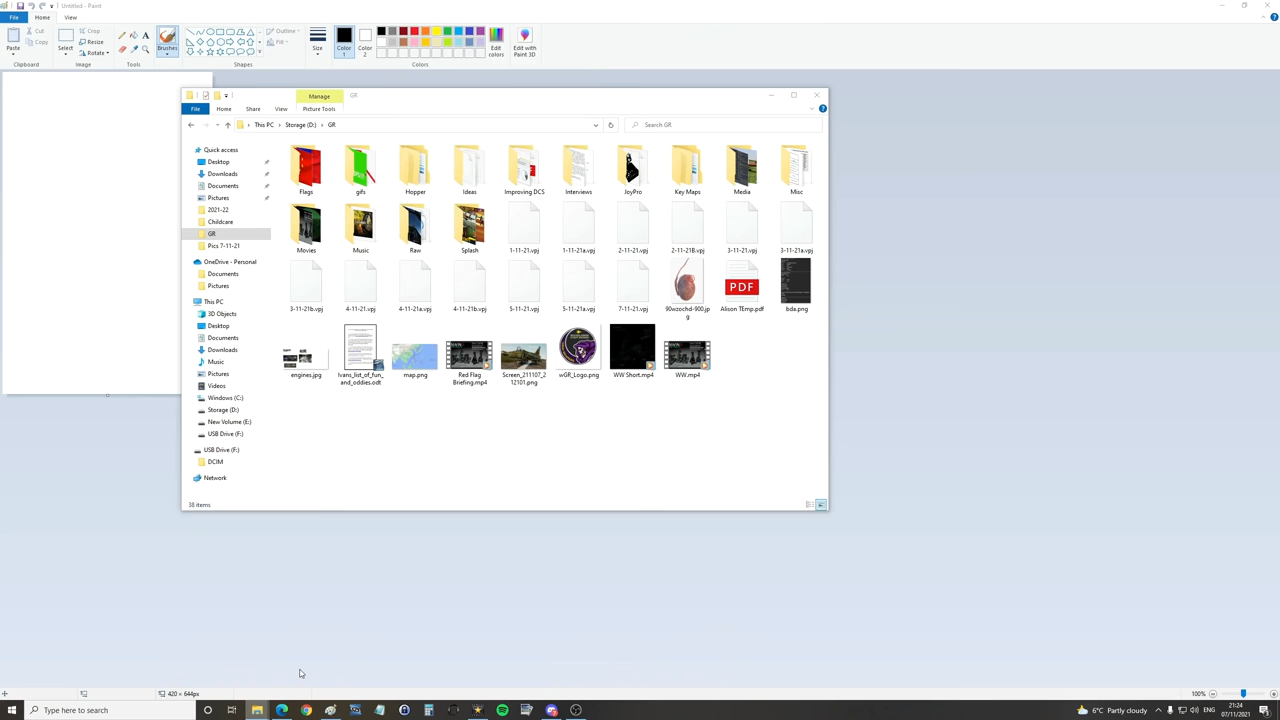 Untitled - Paint
File Home View
Paste
Cut
Copy
Clipboard
Select
Crop
Resize
Rotate
Image
Tools
Brushes
Outline
Fill
Shapes
Size
Color 1
Color 2
Edit colors
Colors
Edit with Paint 3D
Manage GR
File Home Share View Picture Tools
This PC Storage (D:) GR
Search GR
Quick access
Desktop
Downloads
Documents
Pictures
2021-22
Childcare
GR
Pics 7-11-21
OneDrive - Personal
Documents
Pictures
This PC
3D Objects
Desktop
Documents
Downloads
Music
Pictures
Videos
Windows (C:)
Storage (D:)
New Volume (E:)
USB Drive (F:)
USB Drive (F:)
DCIM
Network
Flags gifs Hopper Ideas Improving DCS Interviews JoyPro Key Maps Media Misc
Movies Music Raw Splash 1-11-21.vpj 1-11-21a.vpj 2-11-21.vpj 2-11-21B.vpj 3-11-21.vpj 3-11-21a.vpj
PDF
3-11-21b.vpj 4-11-21.vpj 4-11-21a.vpj 4-11-21b.vpj 5-11-21.vpj 5-11-21a.vpj 7-11-21.vpj 90wzochd-900.jpg Alison TEmp.pdf bda.png
engines.jpg Ivans_list_of_fun_and_oddies.odt map.png Red Flag Briefing.mp4 Screen_211107_212101.png wGR_Logo.png WW Short.mp4 WW.mp4
38 items
420 × 644px
100%
Type here to search
6°C Partly cloudy
ENG
21:24
07/11/2021